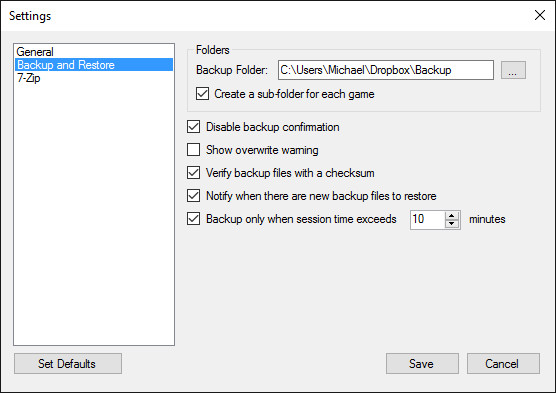 Settings
General
Backup and Restore
7-Zip
Folders
Backup Folder: C:\Users\Michael\Dropbox\Backup ...
Create a sub-folder for each game
Disable backup confirmation
Show overwrite warning
Verify backup files with a checksum
Notify when there are new backup files to restore
Backup only when session time exceeds 10 minutes
Set Defaults Save Cancel